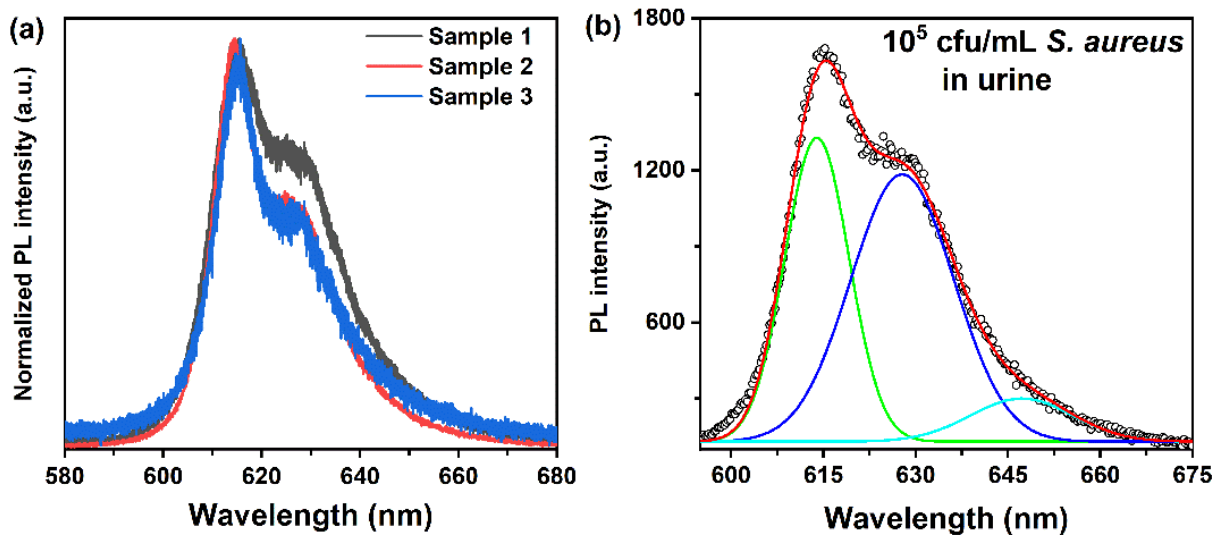 (a)
Sample 1
Sample 2
Sample 3
Normalized PL intensity (a.u.)
580 600 620 640 660 680
Wavelength (nm)
(b)
10⁵ cfu/mL S. aureus
in urine
1800
1200
600
PL intensity (a.u.)
600 615 630 645 660 675
Wavelength (nm)